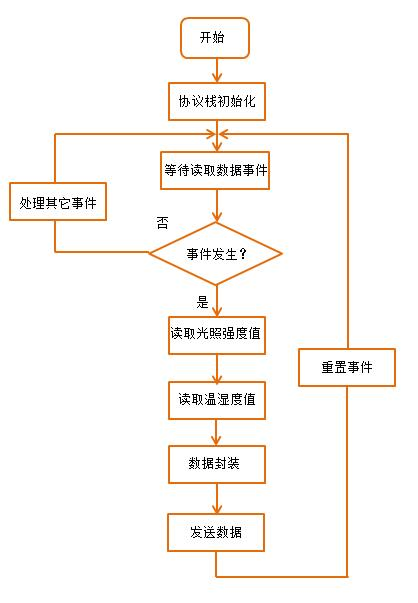 开始
协议栈初始化
等待读取数据事件
处理其它事件
否
事件发生？
是
读取光照强度值
重置事件
读取温湿度值
数据封装
发送数据